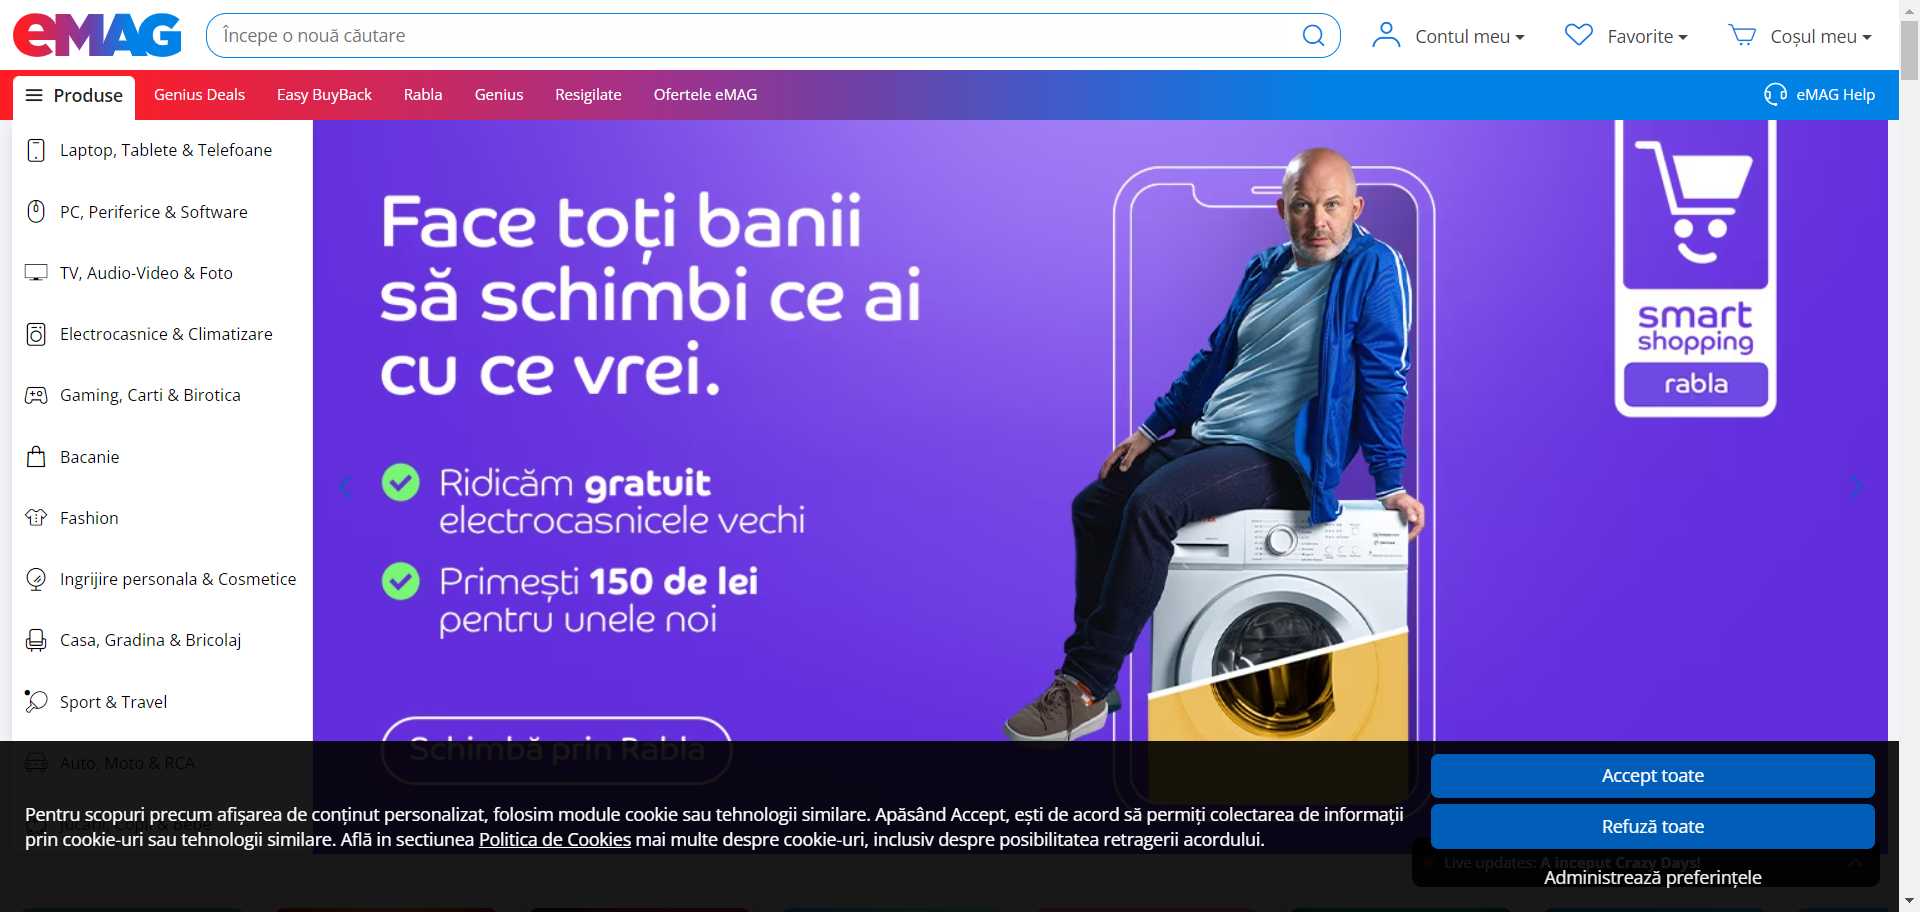 eMAG
Începe o nouă căutare
Contul meu
Favorite
Coșul meu
Produse
Genius Deals
Easy BuyBack
Rabla
Genius
Resigilate
Ofertele eMAG
eMAG Help
Laptop, Tablete & Telefoane
PC, Periferice & Software
TV, Audio-Video & Foto
Electrocasnice & Climatizare
Gaming, Carti & Birotica
Bacanie
Fashion
Ingrijire personala & Cosmetice
Casa, Gradina & Bricolaj
Sport & Travel
Auto, Moto & RCA
Face toți banii
să schimbi ce ai
cu ce vrei.
Ridicăm gratuit
electrocasnicele vechi
Primești 150 de lei
pentru unele noi
Schimbă prin Rabla
smart
shopping
rabla
Pentru scopuri precum afișarea de conținut personalizat, folosim module cookie sau tehnologii similare. Apăsând Accept, ești de acord să permiți colectarea de informații
prin cookie-uri sau tehnologii similare. Află in sectiunea Politica de Cookies mai multe despre cookie-uri, inclusiv despre posibilitatea retragerii acordului.
Accept toate
Refuză toate
Live updates: A inceput Crazy Days!
Administrează preferințele